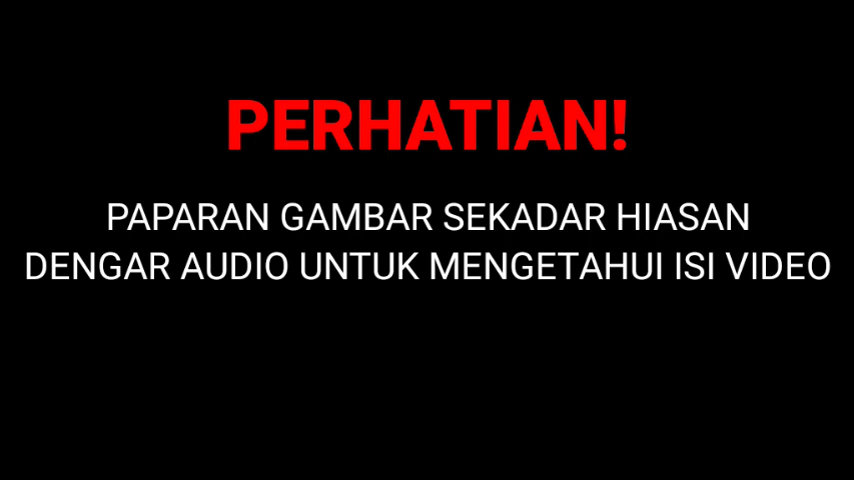 PERHATIAN!
PAPARAN GAMBAR SEKADAR HIASAN
DENGAR AUDIO UNTUK MENGETAHUI ISI VIDEO